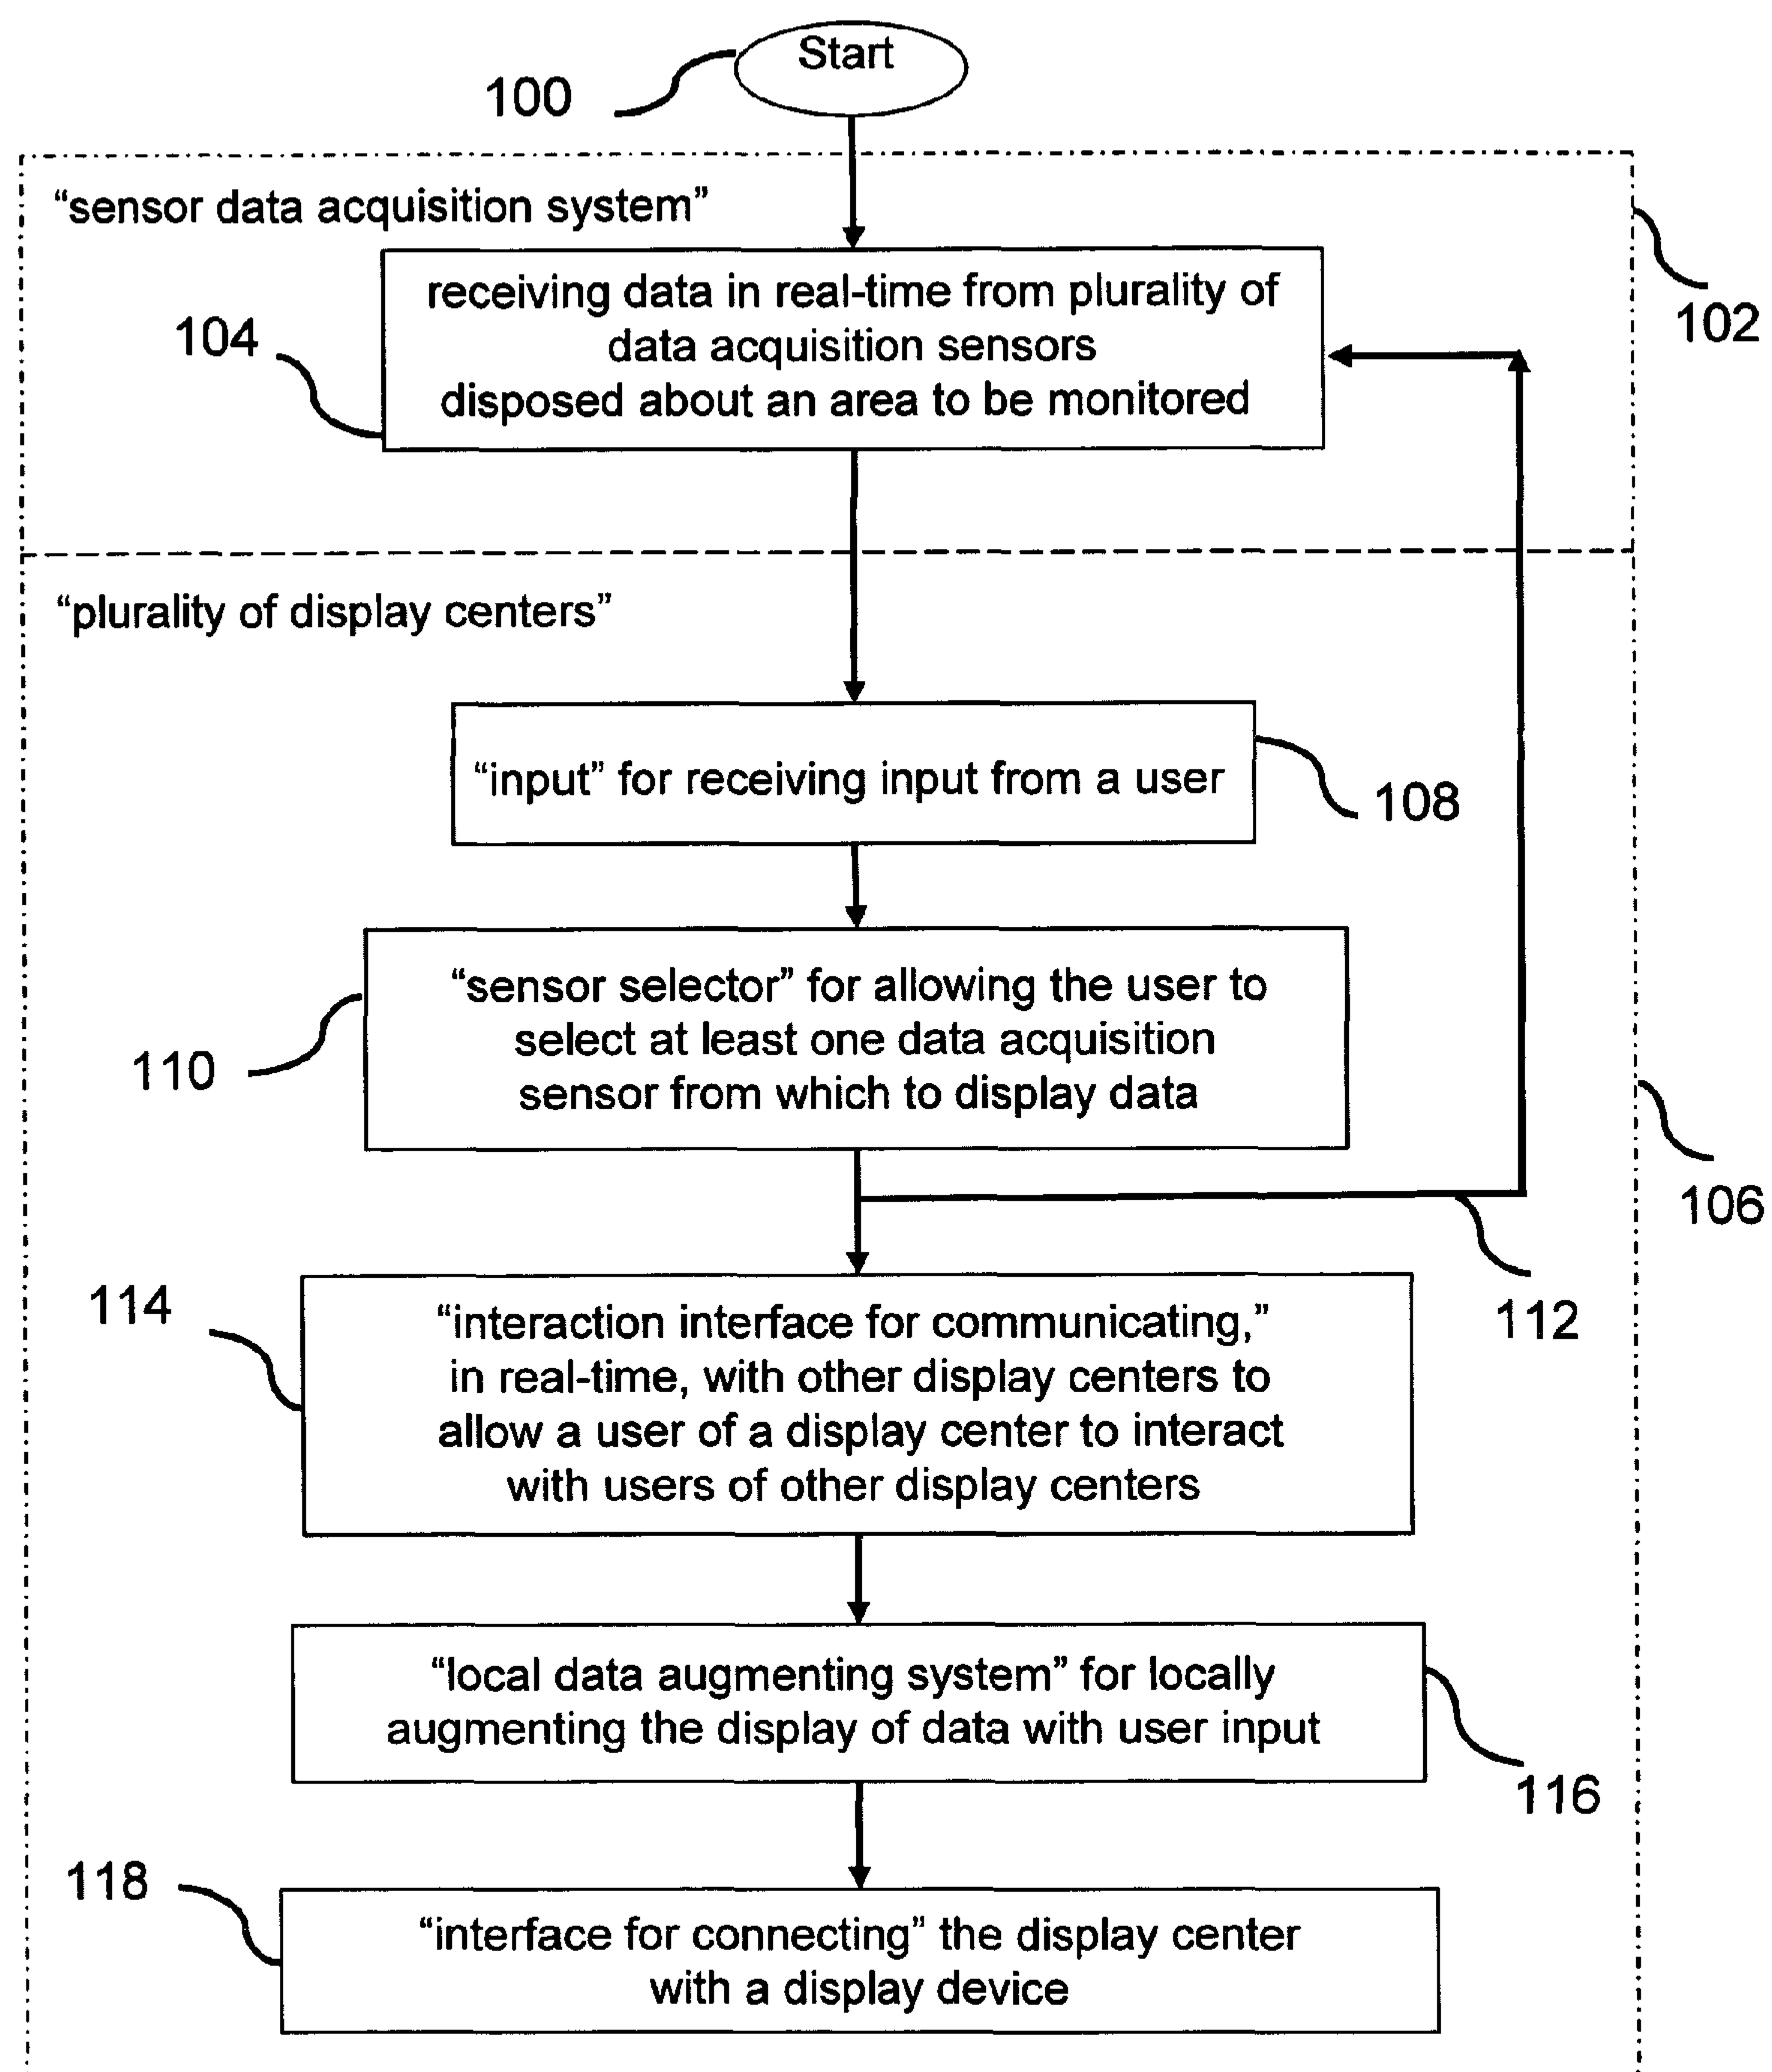 Start
100
“sensor data acquisition system”
102
104
receiving data in real-time from plurality of
data acquisition sensors
disposed about an area to be monitored
“plurality of display centers”
“input” for receiving input from a user
108
“sensor selector” for allowing the user to
select at least one data acquisition
sensor from which to display data
110
106
112
114
“interaction interface for communicating,”
in real-time, with other display centers to
allow a user of a display center to interact
with users of other display centers
“local data augmenting system” for locally
augmenting the display of data with user input
116
118
“interface for connecting” the display center
with a display device